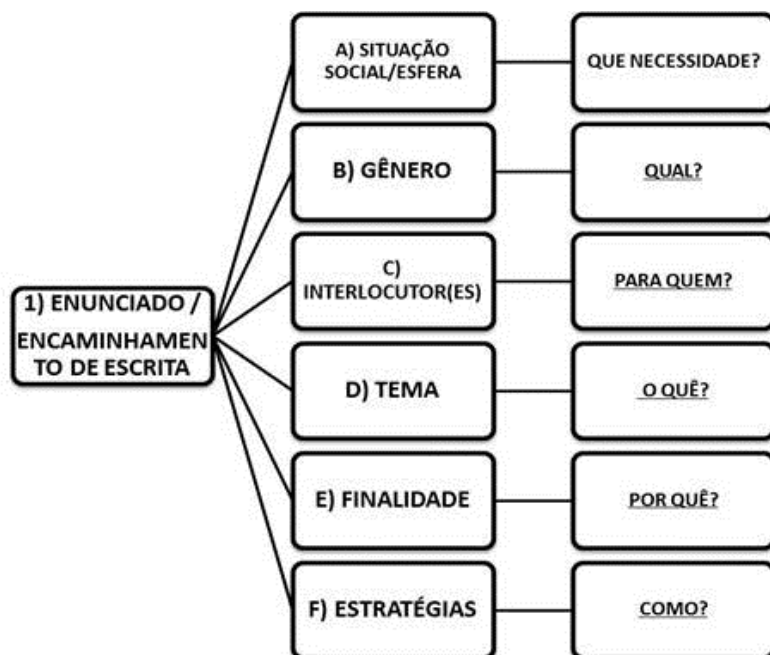 A) SITUAÇÃO
SOCIAL/ESFERA
QUE NECESSIDADE?
B) GÊNERO
QUAL?
C)
INTERLOCUTOR(ES)
PARA QUEM?
1) ENUNCIADO /
ENCAMINHAMEN
TO DE ESCRITA
D) TEMA
O QUÊ?
E) FINALIDADE
POR QUÊ?
F) ESTRATÉGIAS
COMO?